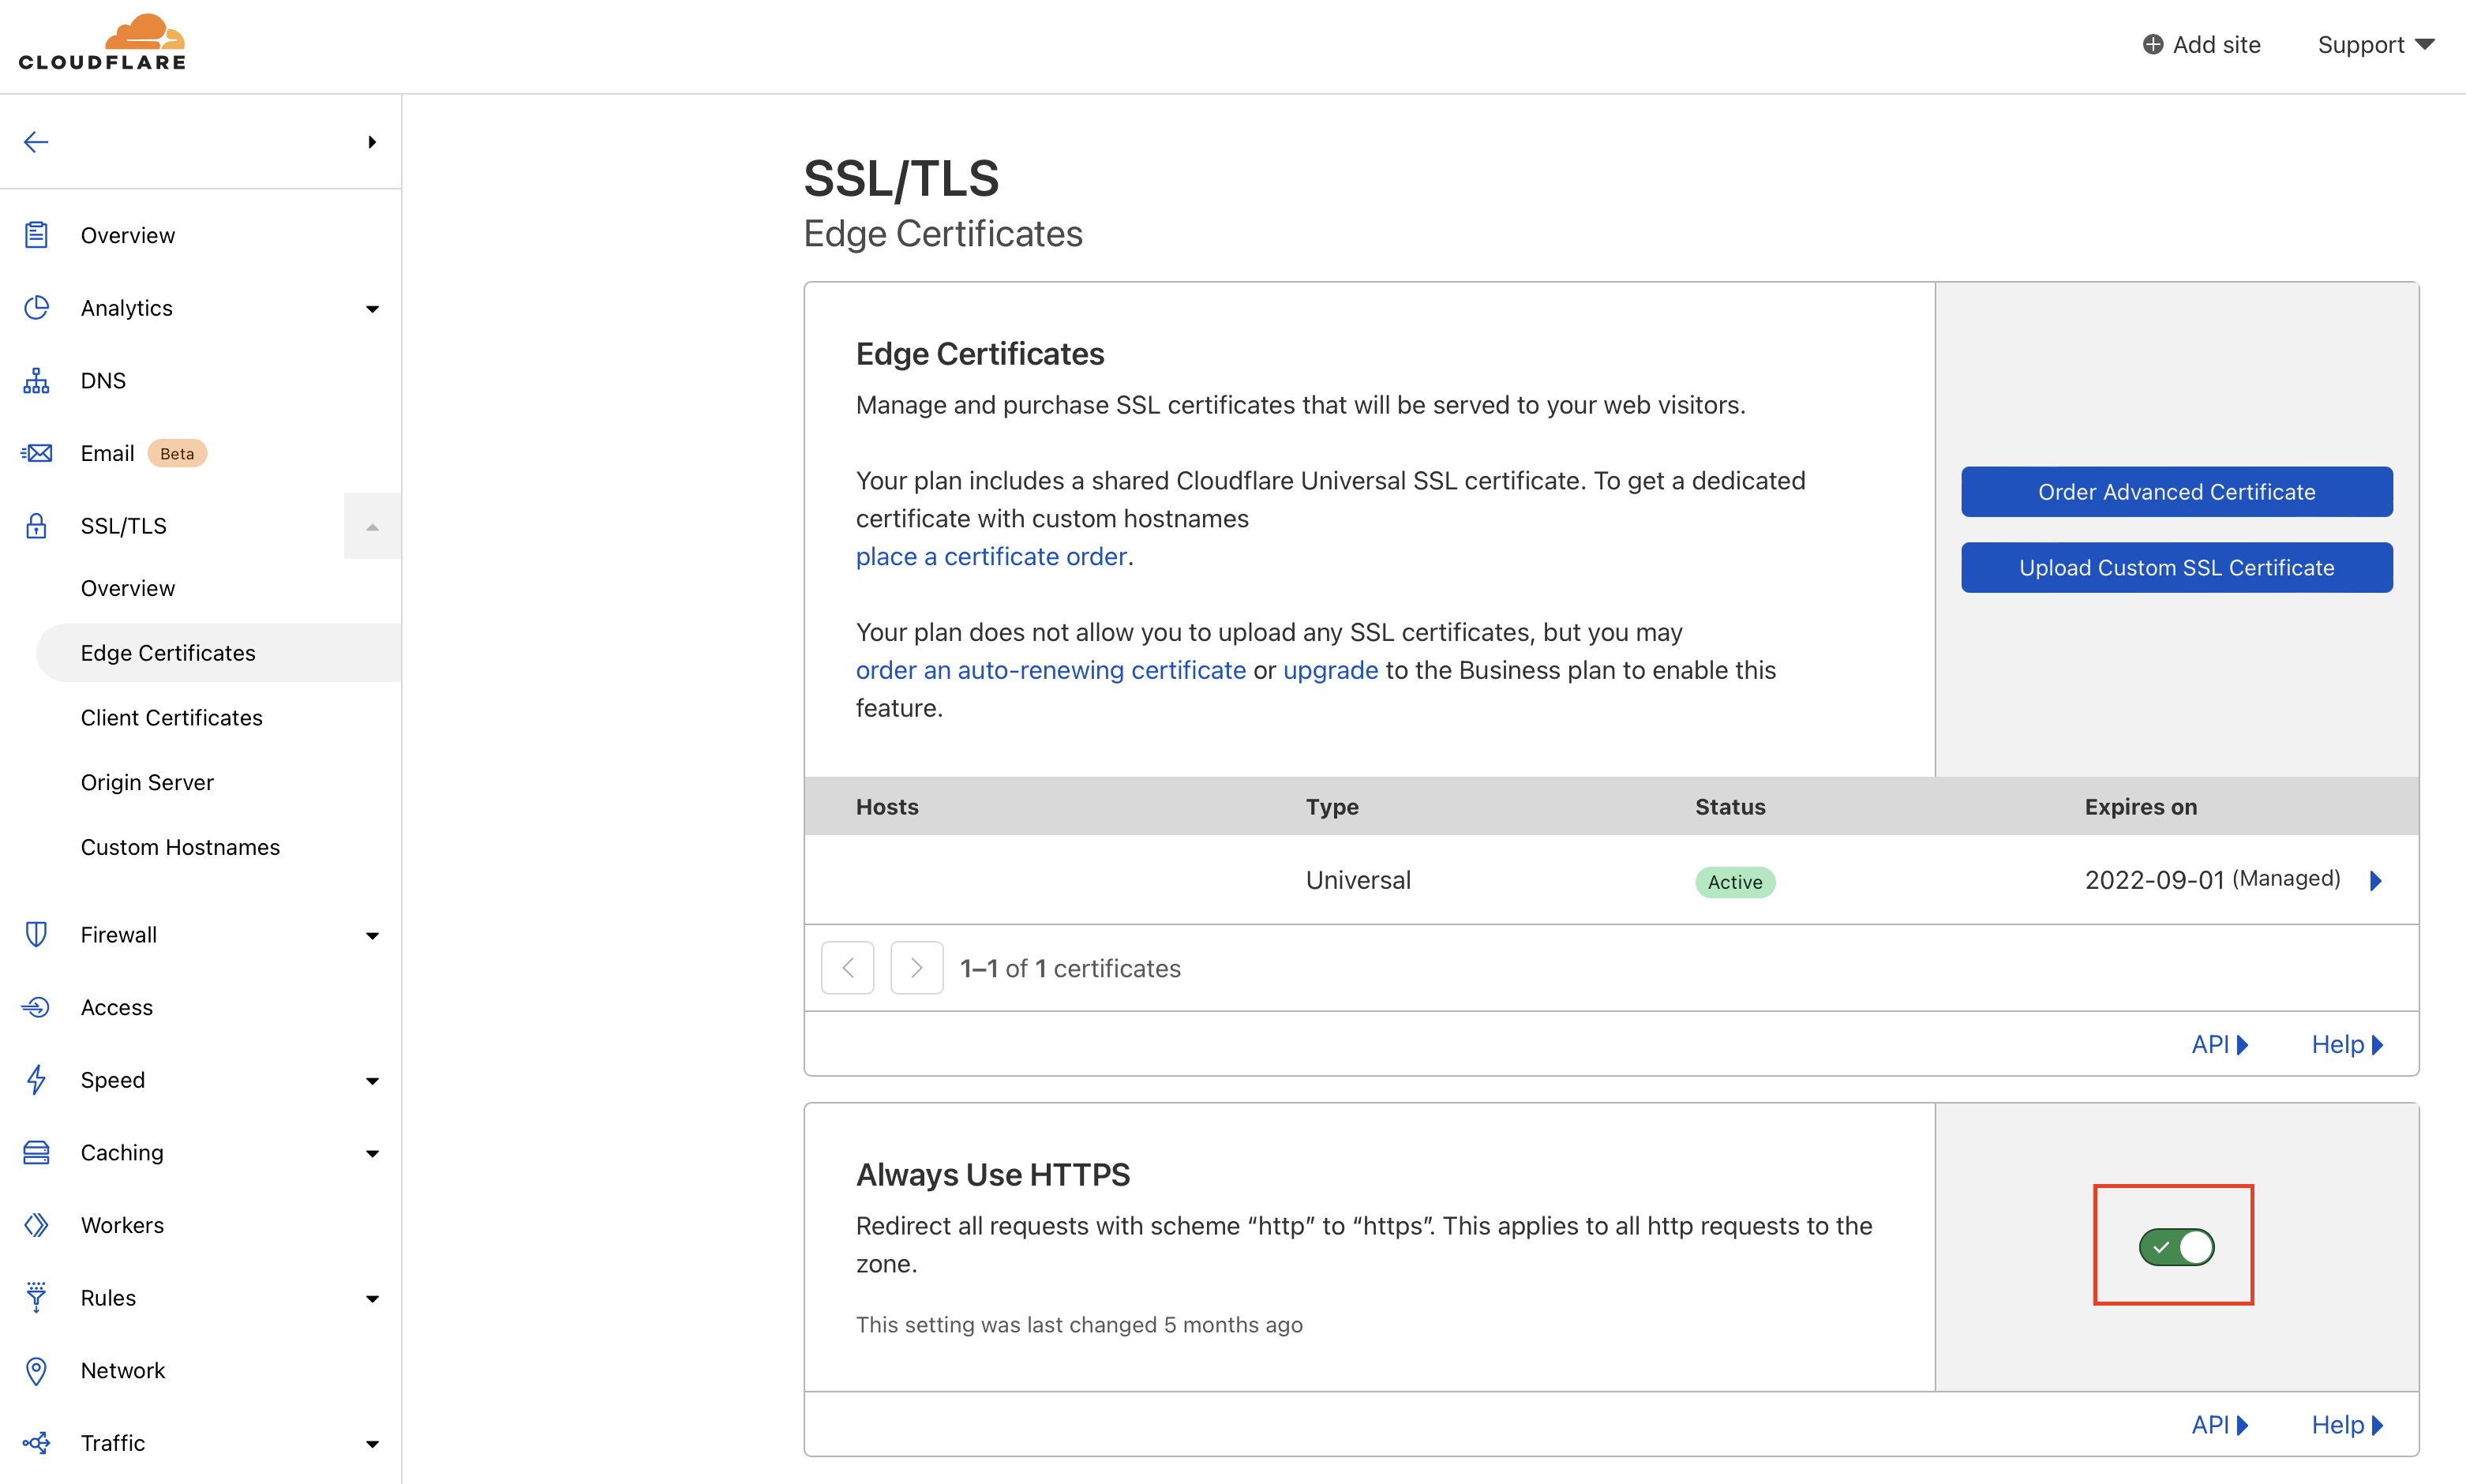 CLOUDFLARE
Add site
Support
Overview
Analytics
DNS
Email Beta
SSL/TLS
Overview
Edge Certificates
Client Certificates
Origin Server
Custom Hostnames
Firewall
Access
Speed
Caching
Workers
Rules
Network
Traffic
SSL/TLS
Edge Certificates
Edge Certificates
Manage and purchase SSL certificates that will be served to your web visitors.
Your plan includes a shared Cloudflare Universal SSL certificate. To get a dedicated
certificate with custom hostnames
place a certificate order.
Your plan does not allow you to upload any SSL certificates, but you may
order an auto-renewing certificate or upgrade to the Business plan to enable this
feature.
Order Advanced Certificate
Upload Custom SSL Certificate
Hosts Type Status Expires on
Universal Active 2022-09-01 (Managed)
1–1 of 1 certificates
API Help
Always Use HTTPS
Redirect all requests with scheme “http” to “https”. This applies to all http requests to the
zone.
This setting was last changed 5 months ago
API Help